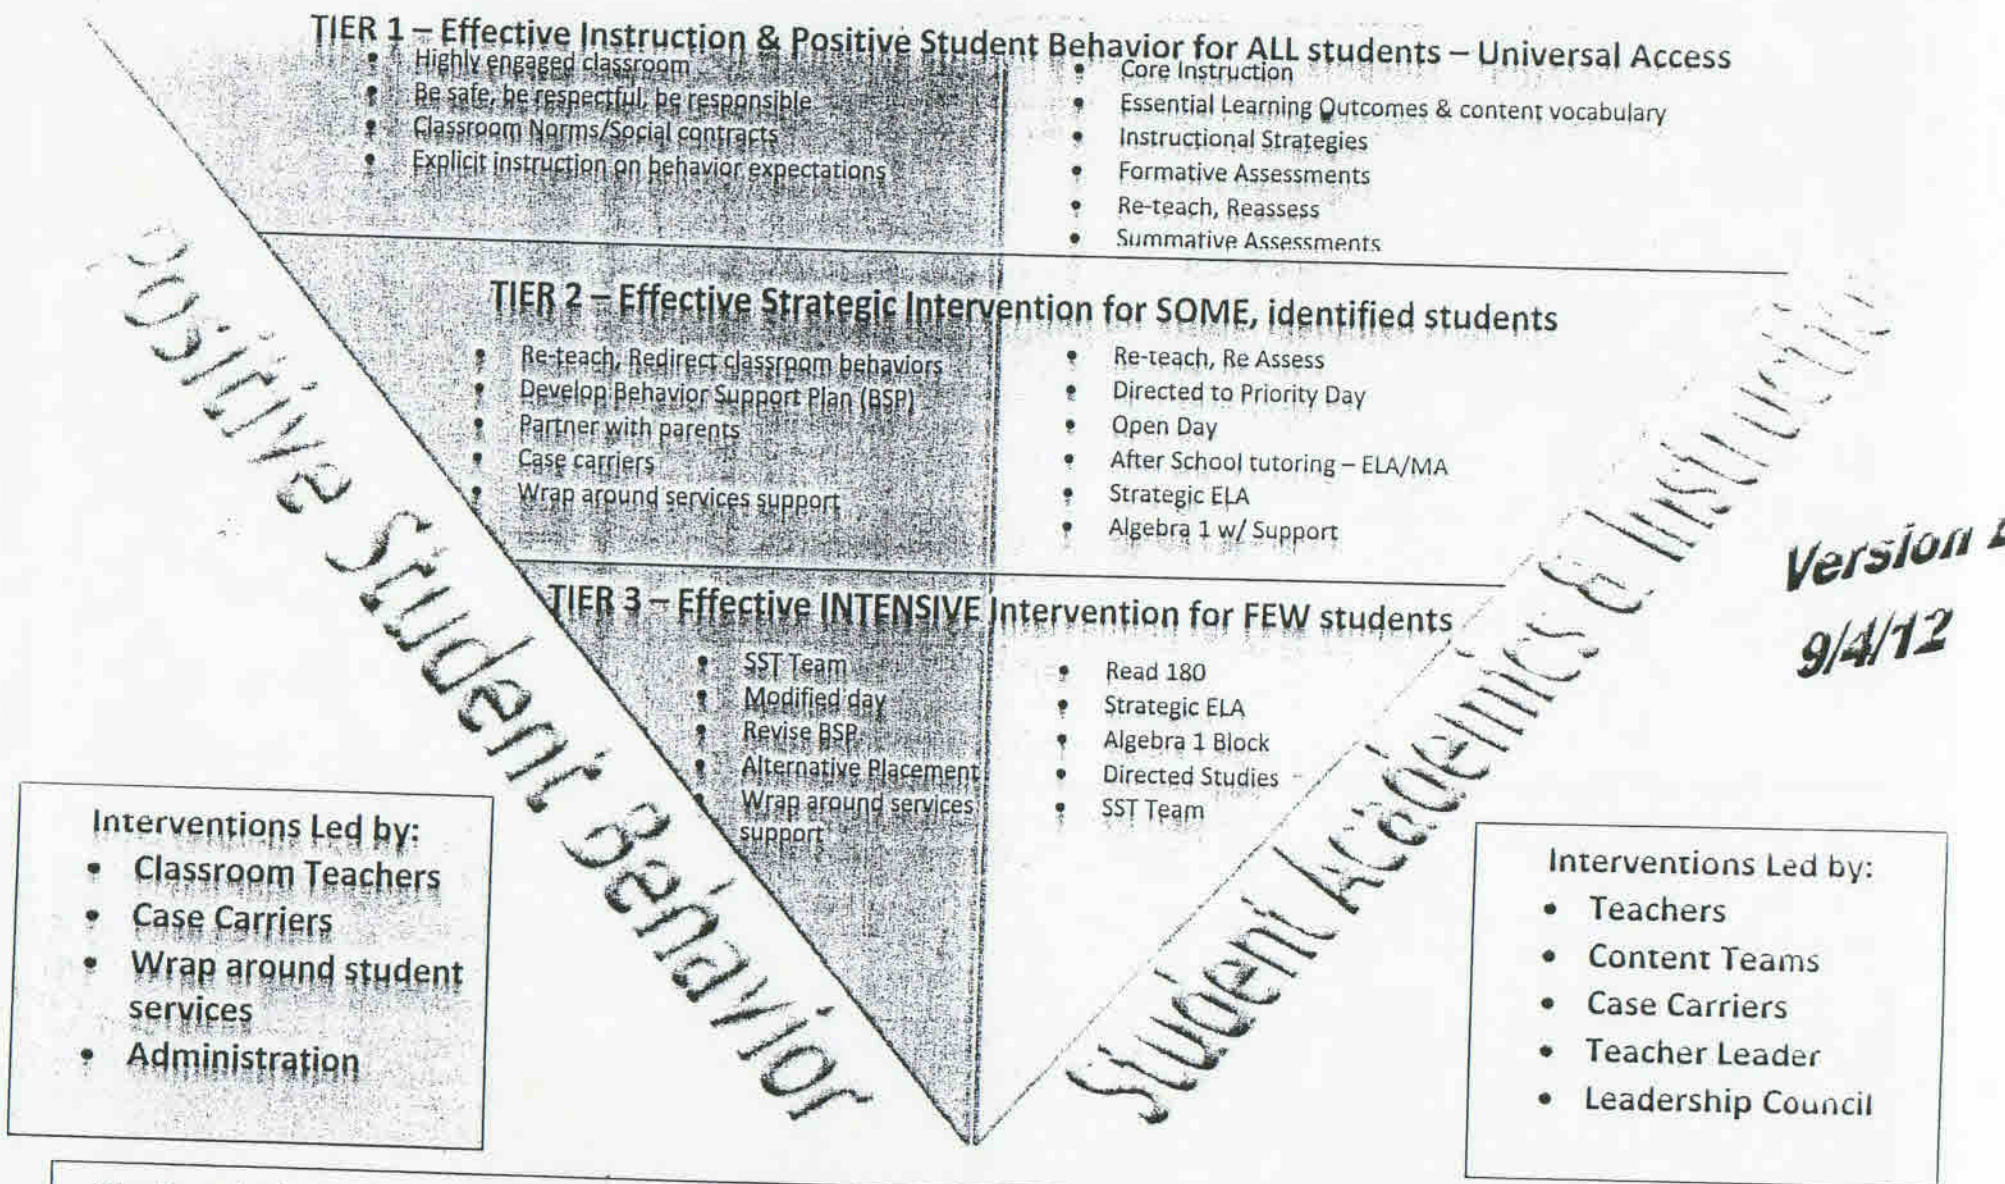 TIER 1 – Effective Instruction & Positive Student Behavior for ALL students – Universal Access
• Highly engaged classroom
• Be safe, be respectful, be responsible
• Classroom Norms/Social contracts
• Explicit instruction on behavior expectations
• Core Instruction
• Essential Learning Outcomes & content vocabulary
• Instructional Strategies
• Formative Assessments
• Re-teach, Reassess
• Summative Assessments
TIER 2 – Effective Strategic Intervention for SOME, identified students
• Re-teach, Redirect classroom behaviors
• Develop Behavior Support Plan (BSP)
• Partner with parents
• Case carriers
• Wrap around services support
• Re-teach, Re Assess
• Directed to Priority Day
• Open Day
• After School tutoring – ELA/MA
• Strategic ELA
• Algebra 1 w/ Support
TIER 3 – Effective INTENSIVE Intervention for FEW students
• SST Team
• Modified day
• Revise BSP
• Alternative Placement
• Wrap around services
support
• Read 180
• Strategic ELA
• Algebra 1 Block
• Directed Studies
• SST Team
Positive Student Behavior
Student Academics &
Version
9/4/12
Interventions Led by:
• Classroom Teachers
• Case Carriers
• Wrap around student
services
• Administration
Interventions Led by:
• Teachers
• Content Teams
• Case Carriers
• Teacher Leader
• Leadership Council